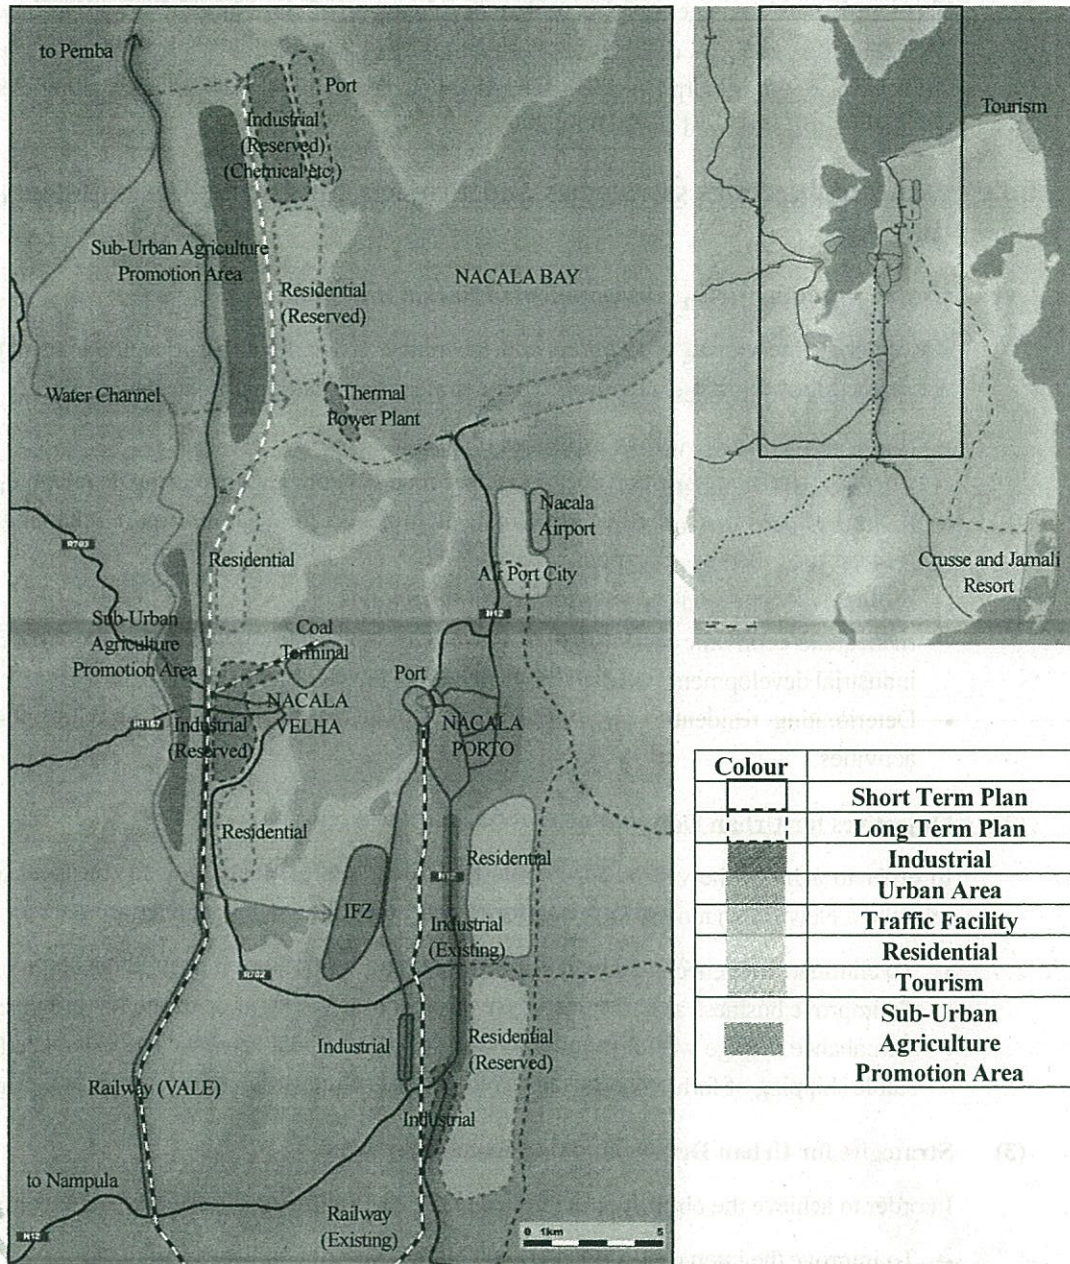 to Pemba
Port
Industrial
(Reserved)
(Chemical etc.)
Sub-Urban Agriculture
Promotion Area
NACALA BAY
Residential
(Reserved)
Water Channel
Thermal
Power Plant
Nacala
Airport
R703
Residential
Air Port City
N12
Sub-Urban
Agriculture
Promotion Area
Coal
Terminal
Port
NACALA
VELHA
NACALA
PORTO
Industrial
(Reserved)
Residential
Residential
IFZ
Industrial
(Existing)
R702
Industrial
Residential
(Reserved)
Railway (VALE)
Industrial
to Nampula
Railway
(Existing)
N12
0 1km 5
Tourism
Crusse and Jamali
Resort
Colour
Short Term Plan
Long Term Plan
Industrial
Urban Area
Traffic Facility
Residential
Tourism
Sub-Urban
Agriculture
Promotion Area